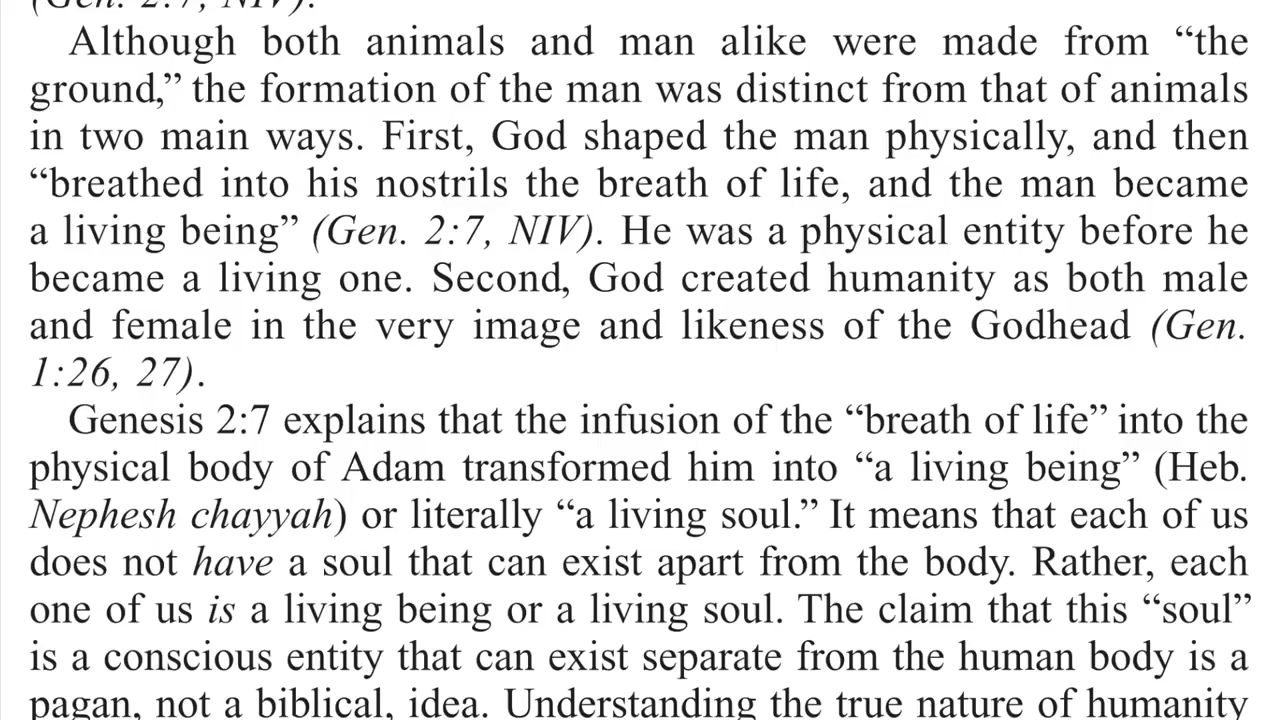 (Gen. 2:7, NIV).
Although both animals and man alike were made from “the
ground,” the formation of the man was distinct from that of animals
in two main ways. First, God shaped the man physically, and then
“breathed into his nostrils the breath of life, and the man became
a living being” (Gen. 2:7, NIV). He was a physical entity before he
became a living one. Second, God created humanity as both male
and female in the very image and likeness of the Godhead (Gen.
1:26, 27).
Genesis 2:7 explains that the infusion of the “breath of life” into the
physical body of Adam transformed him into “a living being” (Heb.
Nephesh chayyah) or literally “a living soul.” It means that each of us
does not have a soul that can exist apart from the body. Rather, each
one of us is a living being or a living soul. The claim that this “soul”
is a conscious entity that can exist separate from the human body is a
pagan, not a biblical, idea. Understanding the true nature of humanity